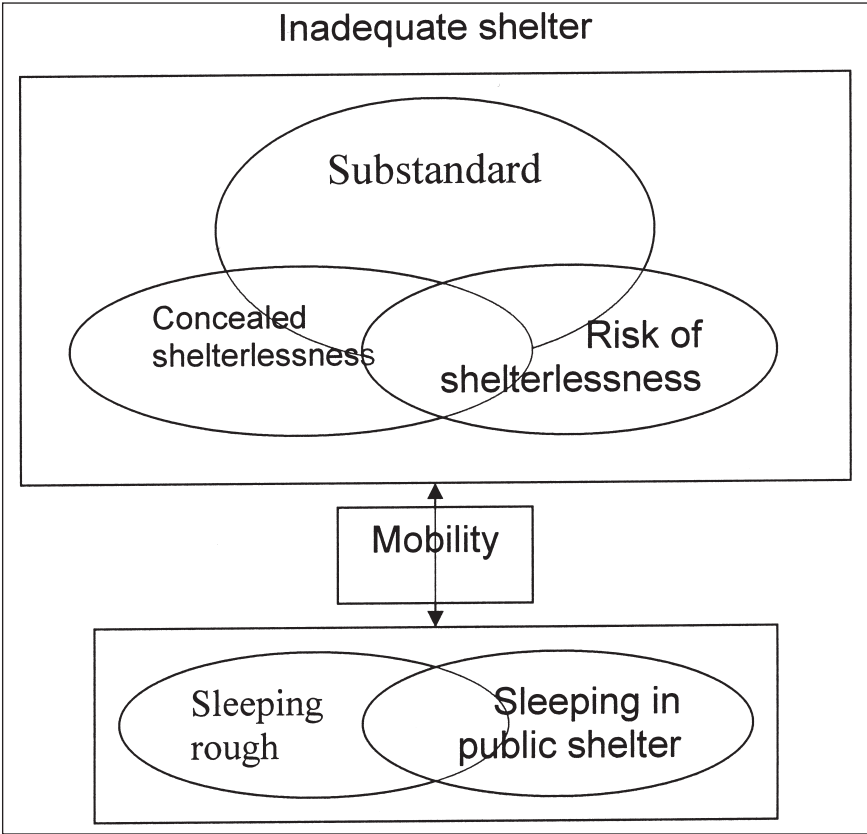 Inadequate shelter
Substandard
Concealed
shelterlessness
Risk of
shelterlessness
Mobility
Sleeping
rough
Sleeping in
public shelter